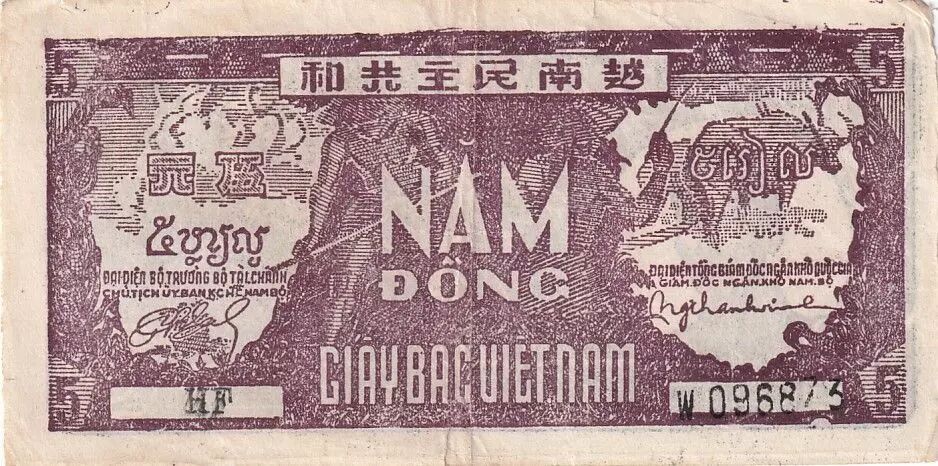 5
5
越南民主共和
伍元
NĂM
ĐỒNG
ĐẠI DIỆN BỘ TRƯỞNG BỘ TÀI CHÁNH
CHỦ TỊCH ỦY BAN K.C.H.C NAM BỘ
ĐẠI DIỆN TỔNG GIÁM ĐỐC NGÂN KHỐ QUỐC GIA
GIÁM ĐỐC NGÂN KHỐ NAM BỘ
GIẤY BẠC VIỆT NAM
5
HF
W 096873
5